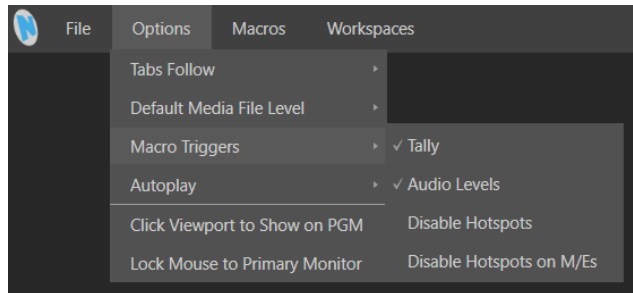 N
File Options Macros Workspaces
Tabs Follow
Default Media File Level
Macro Triggers
✓ Tally
Autoplay
✓ Audio Levels
Click Viewport to Show on PGM
Disable Hotspots
Lock Mouse to Primary Monitor
Disable Hotspots on M/Es